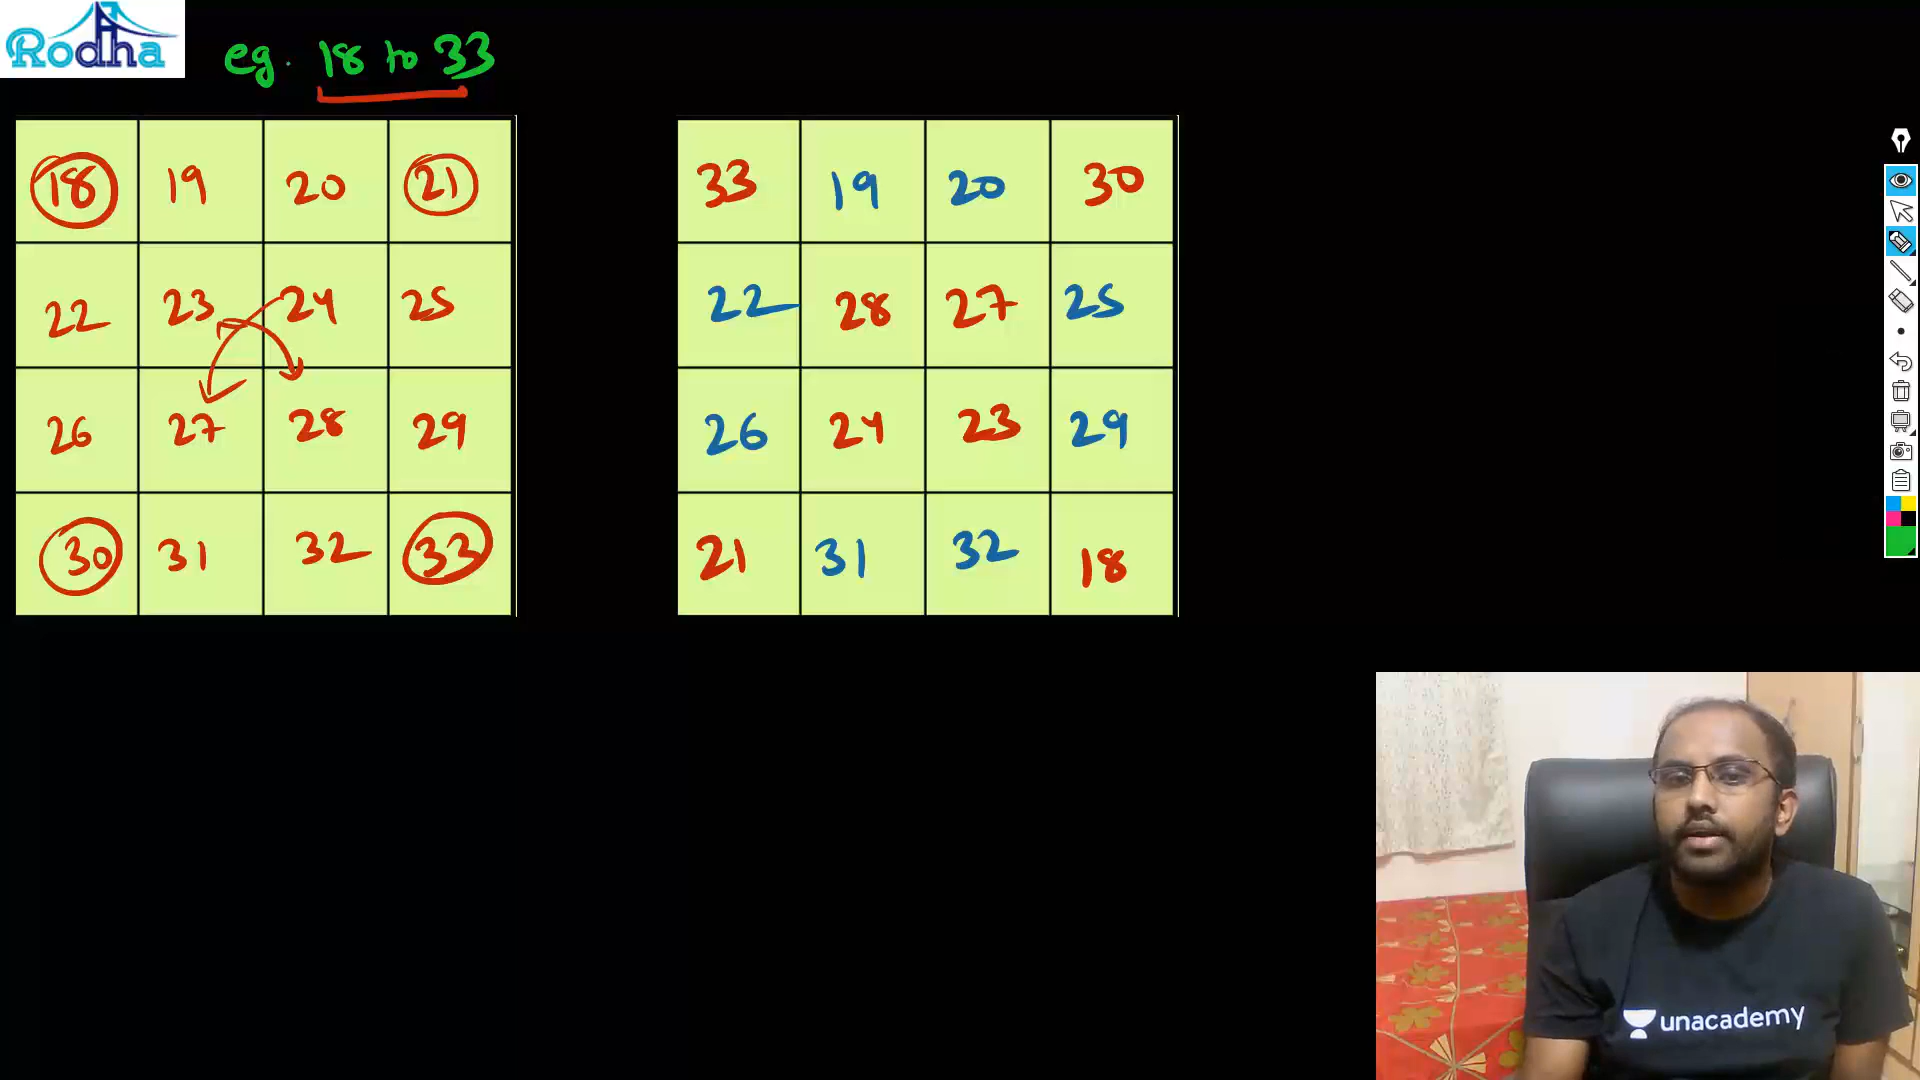 Rodha
eg. 18 to 33
18 19 20 21
22 23 24 25
26 27 28 29
30 31 32 33
33 19 20 30
22 28 27 25
26 24 23 29
21 31 32 18
unacademy